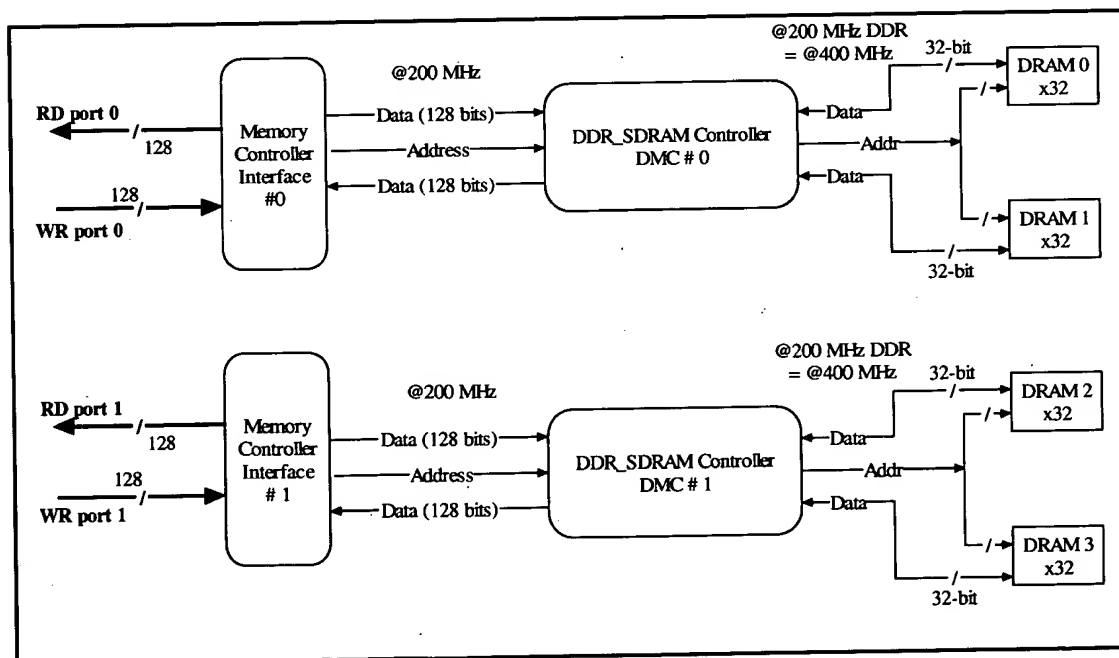 @200 MHz DDR
= @400 MHz
32-bit
DRAM 0
x32
@200 MHz
RD port 0
128
Memory
Controller
Interface
#0
Data (128 bits)
Address
Data (128 bits)
DDR_SDRAM Controller
DMC # 0
Data
Addr
Data
128
WR port 0
DRAM 1
x32
32-bit
@200 MHz DDR
= @400 MHz
32-bit
DRAM 2
x32
@200 MHz
RD port 1
128
Memory
Controller
Interface
# 1
Data (128 bits)
Address
Data (128 bits)
DDR_SDRAM Controller
DMC # 1
Data
Addr
Data
128
WR port 1
DRAM 3
x32
32-bit